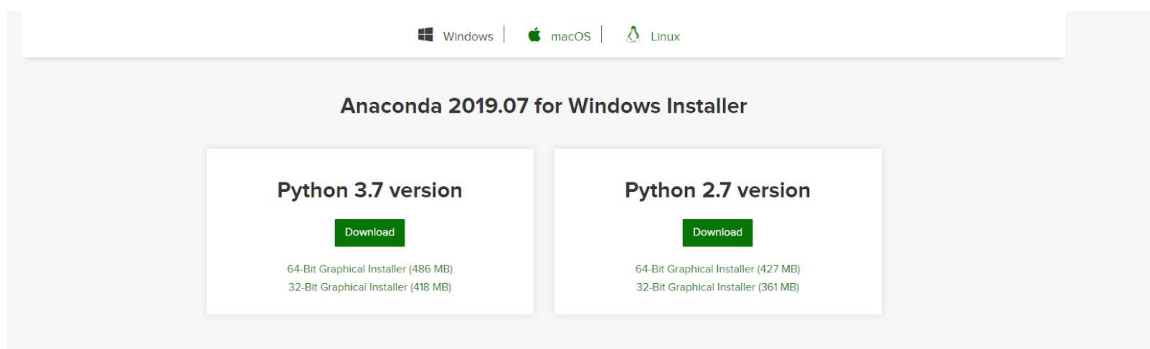 Windows | macOS | Linux
Anaconda 2019.07 for Windows Installer
Python 3.7 version
Download
64-Bit Graphical Installer (486 MB)
32-Bit Graphical Installer (418 MB)
Python 2.7 version
Download
64-Bit Graphical Installer (427 MB)
32-Bit Graphical Installer (361 MB)